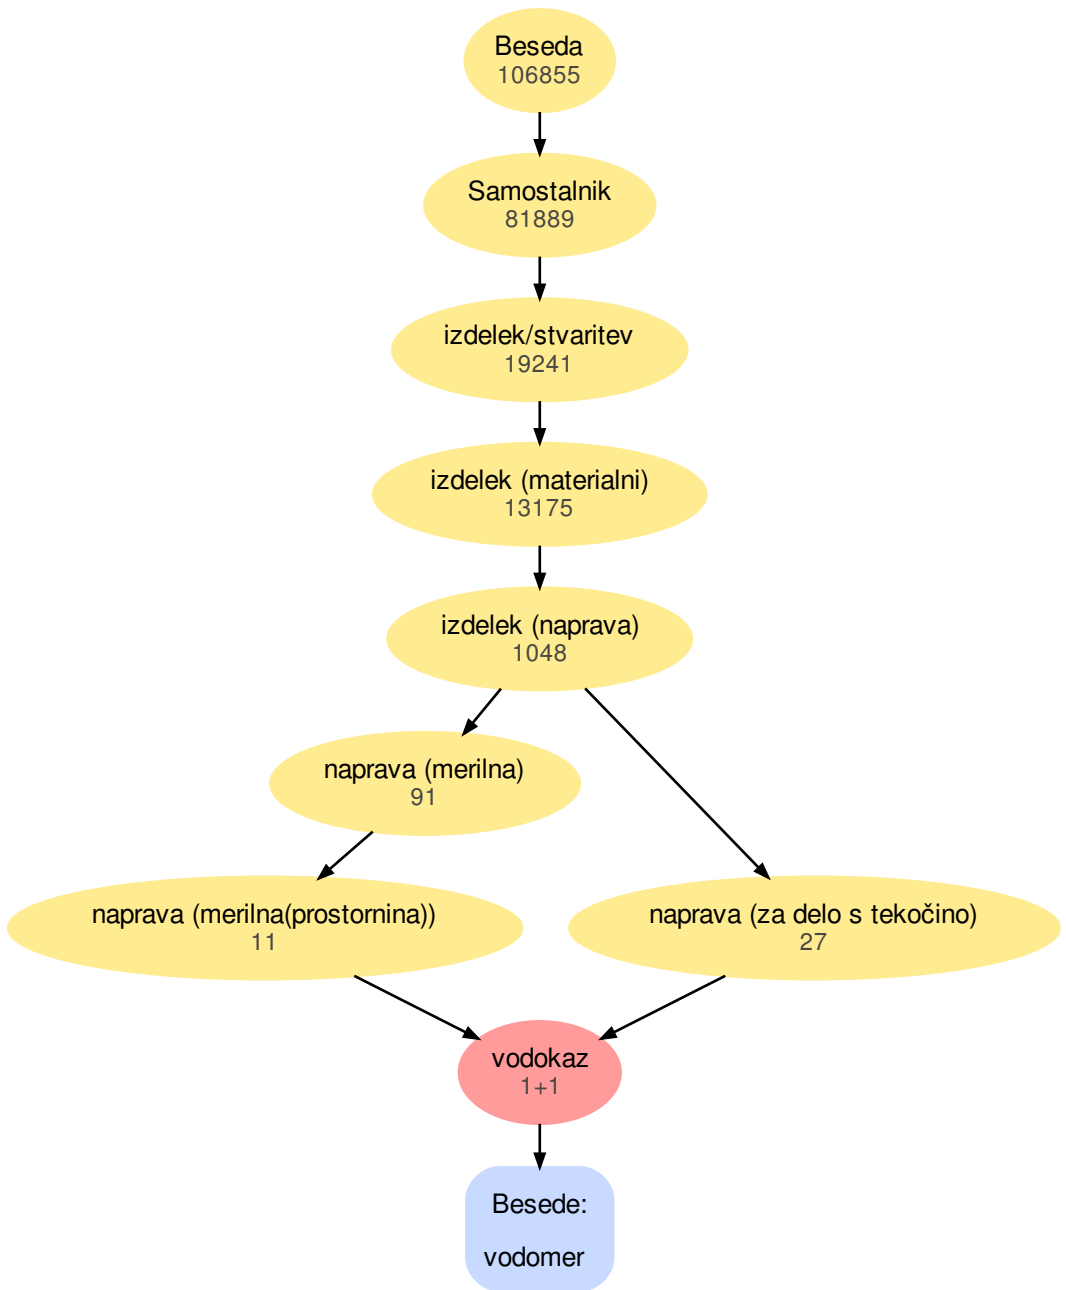 Beseda
106855
Samostalnik
81889
izdelek/stvaritev
19241
izdelek (materialni)
13175
izdelek (naprava)
1048
naprava (merilna)
91
naprava (merilna(prostornina))
11
naprava (za delo s tekočino)
27
vodokaz
1+1
Besede:
vodomer